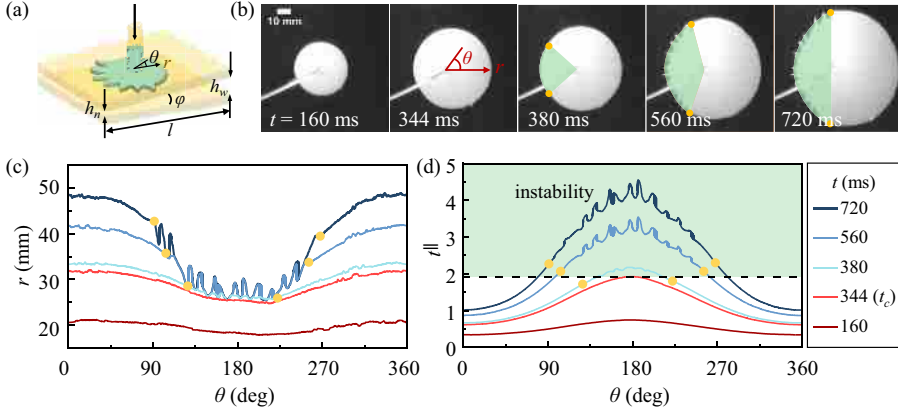 (a)
θ
r
h_n
φ
h_w
l
(b)
10 mm
θ
r
t = 160 ms
344 ms
380 ms
560 ms
720 ms
(c)
r (mm)
50
40
30
20
0
90
180
270
360
θ (deg)
(d)
t∥
5
4
3
2
1
0
instability
0
90
180
270
360
θ (deg)
t (ms)
720
560
380
344 (t_c)
160